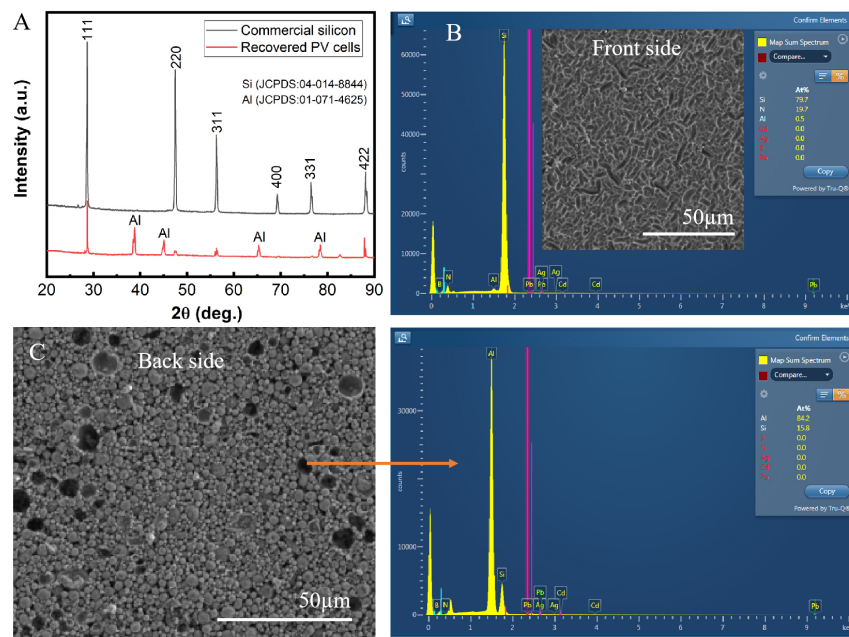 A
Commercial silicon
Recovered PV cells
Si (JCPDS:04-014-8844)
Al (JCPDS:01-071-4625)
111
220
311
400
331
422
Al
Al
Al
Al
Intensity (a.u.)
20 30 40 50 60 70 80 90
2θ (deg.)
B
Front side
50μm
Confirm Elements
Map Sum Spectrum
Compare...
At%
Si 79.7
N 19.7
Al 0.5
0.0
0.0
0.0
0.0
Copy
Powered by Tru-Q®
60000
50000
40000
30000
20000
10000
0
counts
Si
B
N
Al
Ag
Ag
Pb
Cd
Cd
Pb
0 1 2 3 4 5 6 7 8 9
keV
C
Back side
50μm
Confirm Elements
Map Sum Spectrum
Compare...
At%
Al 84.2
Si 15.8
0.0
0.0
0.0
0.0
0.0
Copy
Powered by Tru-Q®
30000
20000
10000
0
counts
Al
Si
B
N
Pb
Cd
Pb
Ag
Ag
Cd
Pb
0 1 2 3 4 5 6 7 8 9